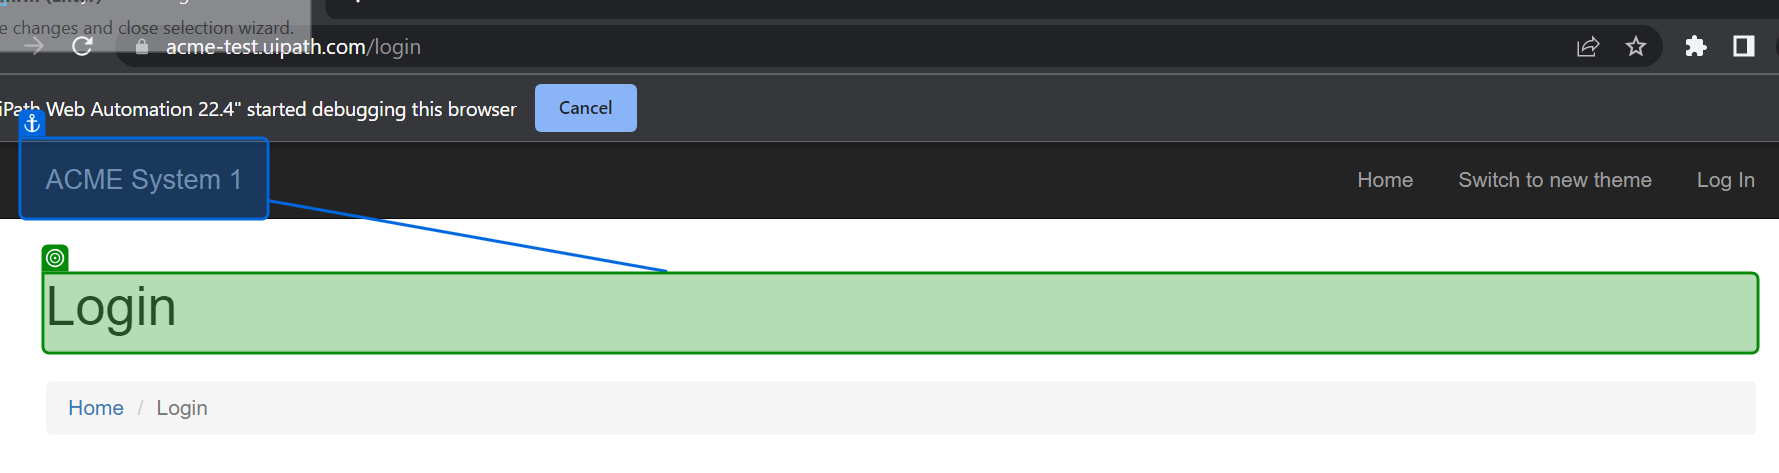 e changes and close selection wizard.
acme-test.uipath.com/login
iPath Web Automation 22.4" started debugging this browser Cancel
ACME System 1 Home Switch to new theme Log In
Login
Home / Login